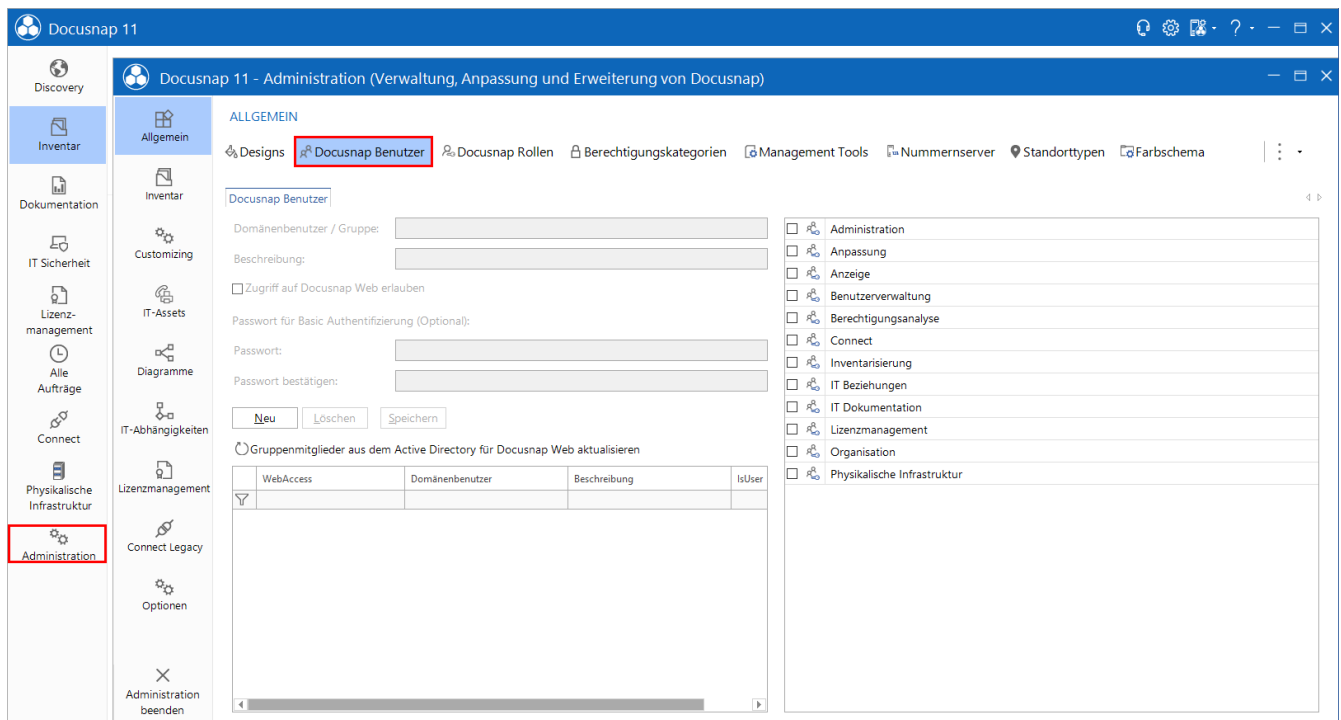 Docusnap 11
Discovery
Inventar
Dokumentation
IT Sicherheit
Lizenz-
management
Alle
Aufträge
Connect
Physikalische
Infrastruktur
Administration
Docusnap 11 - Administration (Verwaltung, Anpassung und Erweiterung von Docusnap)
Allgemein
Inventar
Customizing
IT-Assets
Diagramme
IT-Abhängigkeiten
Lizenzmanagement
Connect Legacy
Optionen
Administration
beenden
ALLGEMEIN
Designs Docusnap Benutzer Docusnap Rollen Berechtigungskategorien Management Tools Nummernserver Standorttypen Farbschema
Docusnap Benutzer
Domänenbenutzer / Gruppe:
Beschreibung:
Zugriff auf Docusnap Web erlauben
Passwort für Basic Authentifizierung (Optional):
Passwort:
Passwort bestätigen:
Neu Löschen Speichern
Gruppenmitglieder aus dem Active Directory für Docusnap Web aktualisieren
WebAccess Domänenbenutzer Beschreibung IsUser
Administration
Anpassung
Anzeige
Benutzerverwaltung
Berechtigungsanalyse
Connect
Inventarisierung
IT Beziehungen
IT Dokumentation
Lizenzmanagement
Organisation
Physikalische Infrastruktur